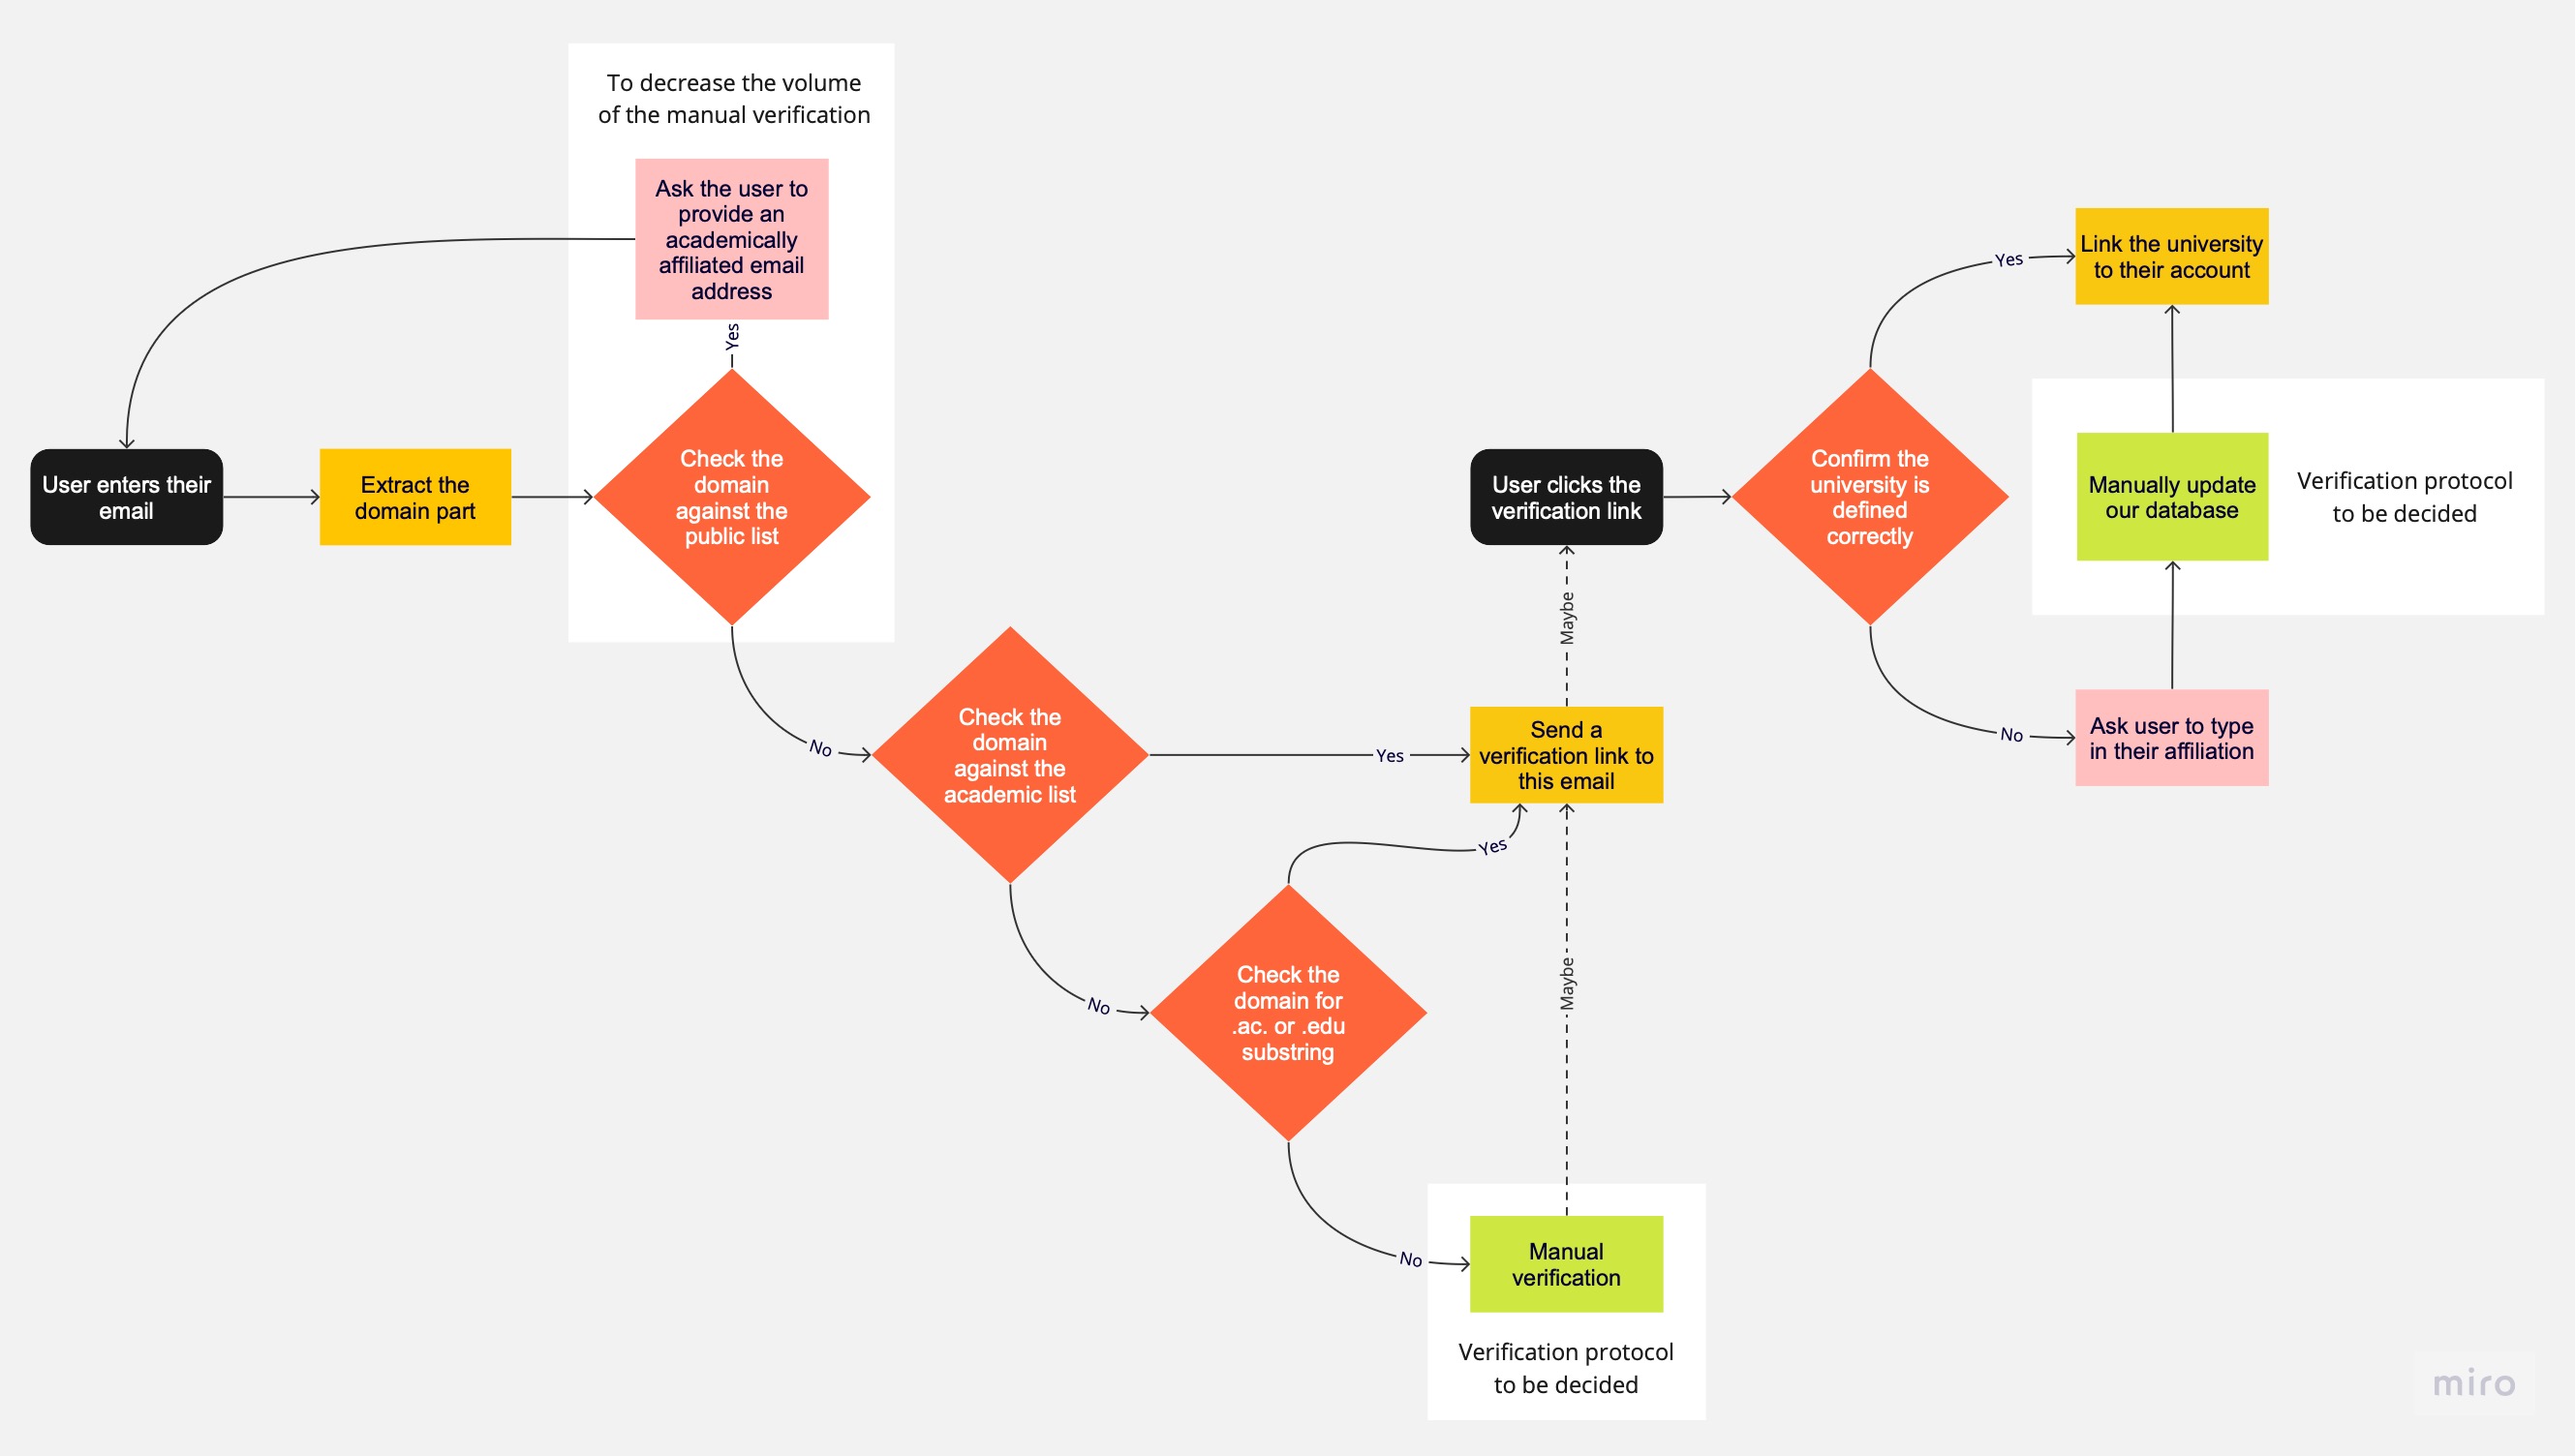 To decrease the volume
of the manual verification
Ask the user to
provide an
academically
affiliated email
address
Yes
User enters their
email
Extract the
domain part
Check the
domain
against the
public list
No
Check the
domain
against the
academic list
Yes
No
Check the
domain for
.ac. or .edu
substring
Yes
No
Manual
verification
Verification protocol
to be decided
Maybe
Send a
verification link to
this email
Maybe
User clicks the
verification link
Confirm the
university is
defined
correctly
Yes
Link the university
to their account
No
Ask user to type
in their affiliation
Manually update
our database
Verification protocol
to be decided
miro